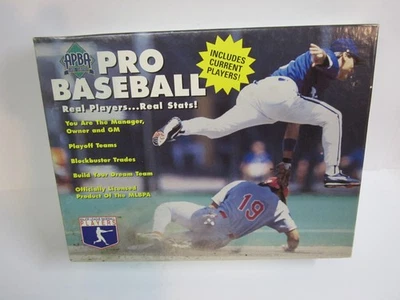 APBA
PRO
BASEBALL
INCLUDES
CURRENT
PLAYERS!
Real Players...Real Stats!
You Are The Manager,
Owner and GM
Playoff Teams
Blockbuster Trades
Build Your Dream Team
Officially Licensed
Product Of The MLBPA
PLAYERS
19